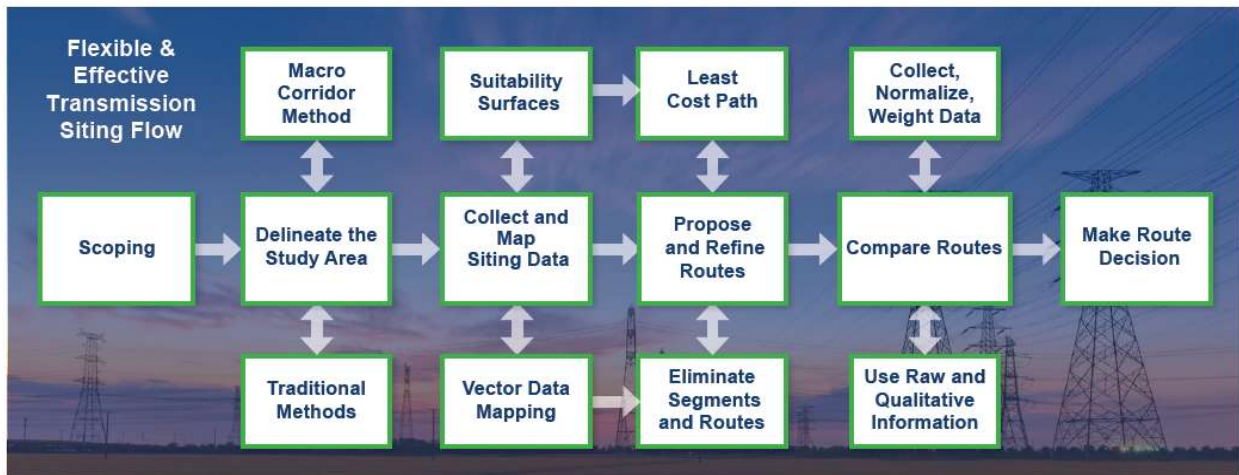 Flexible &
Effective
Transmission
Siting Flow
Macro
Corridor
Method
Suitability
Surfaces
Least
Cost Path
Collect,
Normalize,
Weight Data
Scoping
Delineate the
Study Area
Collect and
Map
Siting Data
Propose
and Refine
Routes
Compare Routes
Make Route
Decision
Traditional
Methods
Vector Data
Mapping
Eliminate
Segments
and Routes
Use Raw and
Qualitative
Information